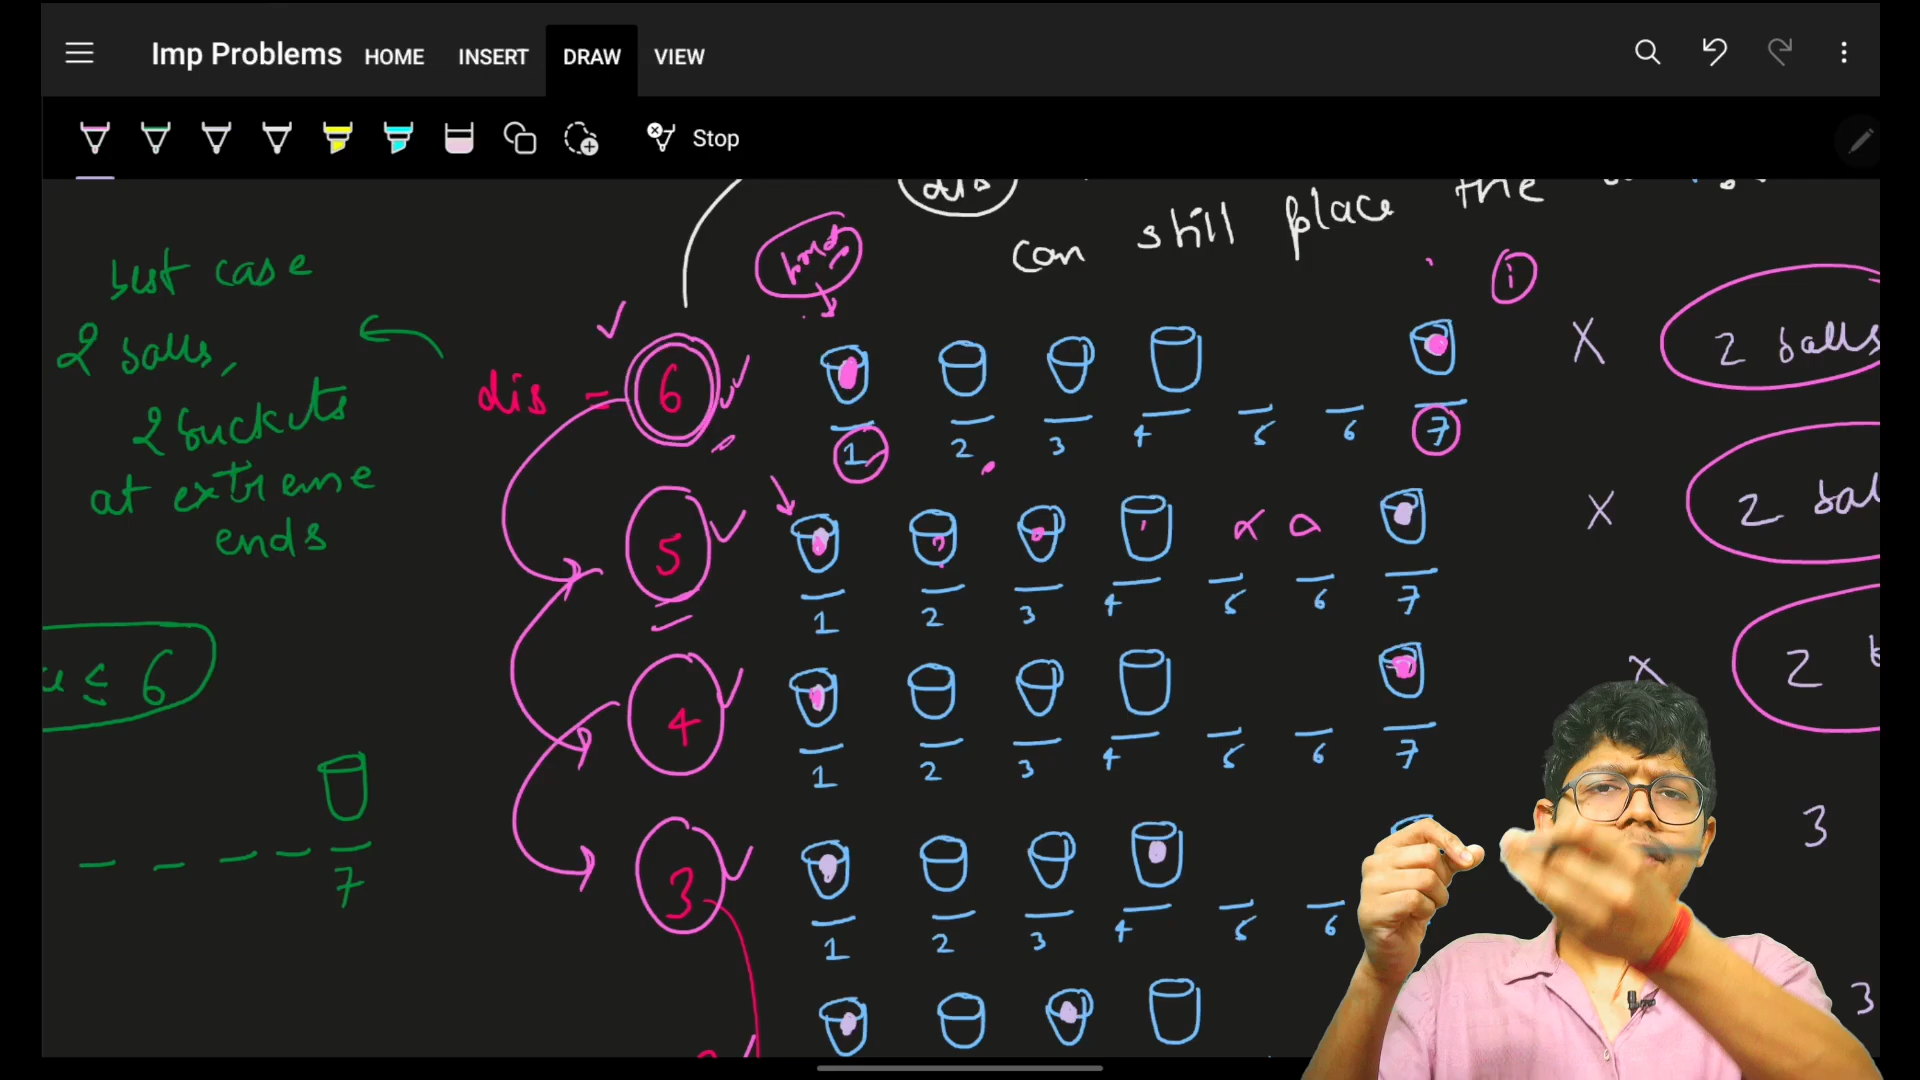 Imp Problems HOME INSERT DRAW VIEW
Stop
dis
can still place the
best case
2 balls,
2 buckets
at extreme
ends
≤ 6
7
i
dis = 6
1 2 3 4 5 6 7
X 2 balls
5
1 2 3 4 5 6 7
X 2 bal
4
1 2 3 4 5 6 7
X 2 b
3
1 2 3 4 5 6
3
3